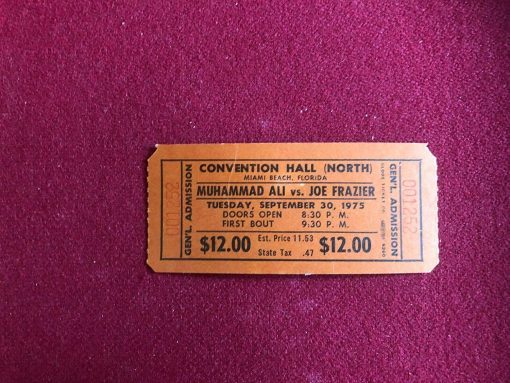 CONVENTION HALL (NORTH)
MIAMI BEACH, FLORIDA
MUHAMMAD ALI vs. JOE FRAZIER
TUESDAY, SEPTEMBER 30, 1975
DOORS OPEN 8:30 P. M.
FIRST BOUT 9:30 P. M.
$12.00 Est. Price 11.53 $12.00
State Tax .47
GEN'L. ADMISSION
001252
GEN'L. ADMISSION
001252